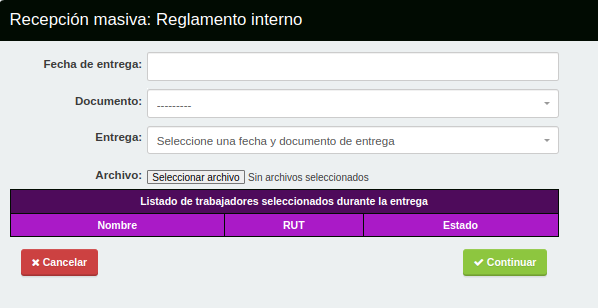 Recepción masiva: Reglamento interno
Fecha de entrega:
Documento: ---------
Entrega: Seleccione una fecha y documento de entrega
Archivo: Seleccionar archivo Sin archivos seleccionados
Listado de trabajadores seleccionados durante la entrega
Nombre RUT Estado
Cancelar Continuar